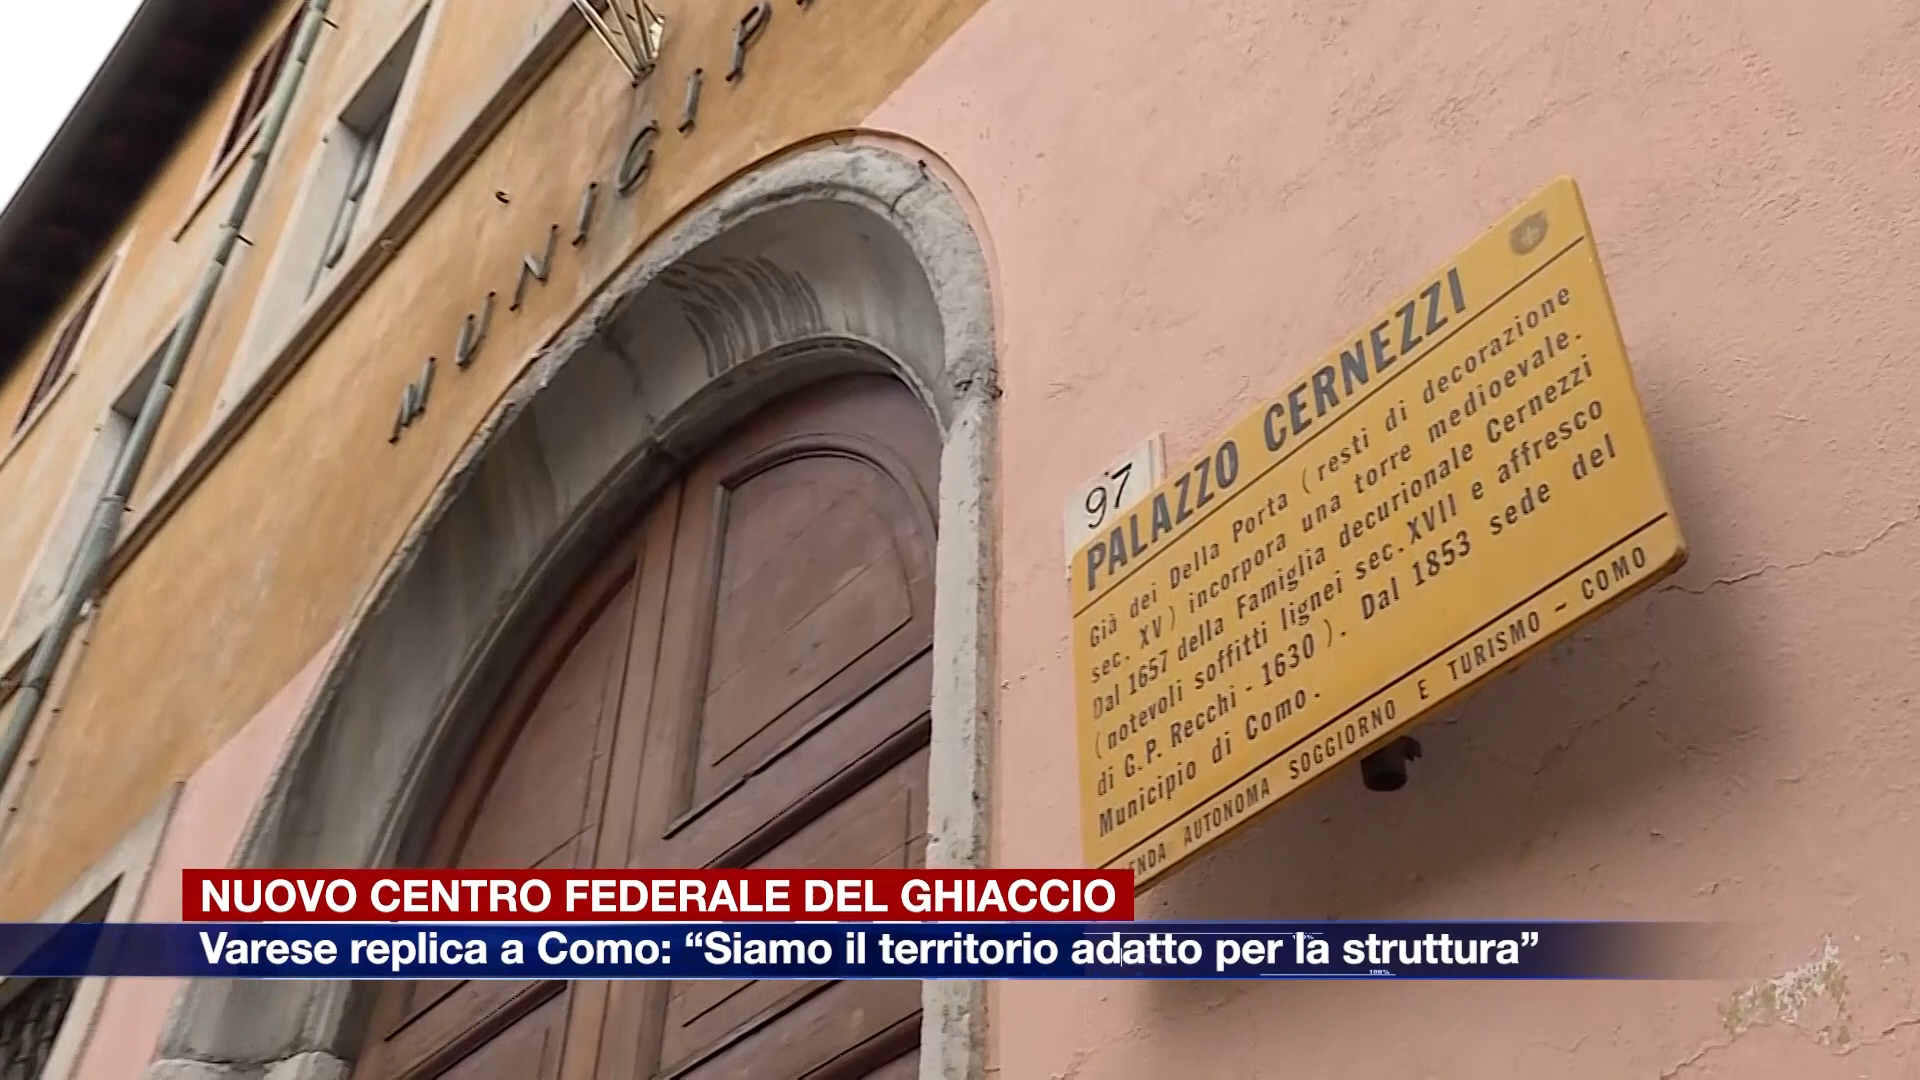 MUNICIP
97
PALAZZO CERNEZZI
Già dei Della Porta (resti di decorazione
sec. XV) incorpora una torre medioevale.
Dal 1657 della Famiglia decurionale Cernezzi
(notevoli soffitti lignei sec. XVII e affresco
di G.P. Recchi - 1630). Dal 1853 sede del
Municipio di Como.
ENDA AUTONOMA SOGGIORNO E TURISMO - COMO
NUOVO CENTRO FEDERALE DEL GHIACCIO
Varese replica a Como: “Siamo il territorio adatto per la struttura”